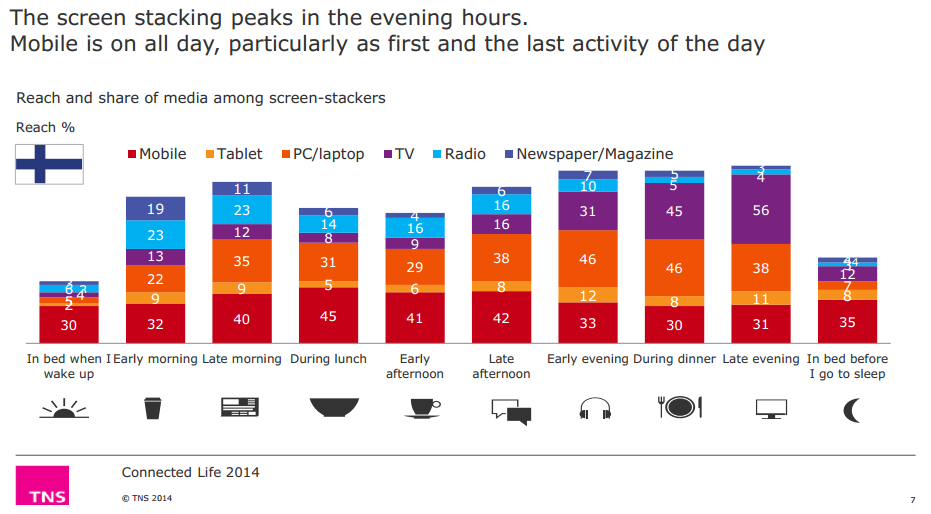 The screen stacking peaks in the evening hours.
Mobile is on all day, particularly as first and the last activity of the day
Reach and share of media among screen-stackers
Reach %
Mobile Tablet PC/laptop TV Radio Newspaper/Magazine
30 2 5 4 6
32 9 22 13 23 19
40 9 35 12 23 11
45 5 31 8 14 6
41 6 29 9 16 4
42 8 38 16 16 6
33 12 46 31 10 7
30 8 46 45 5 5
31 11 38 56 4 3
35 8 7 12
In bed when I Early morning Late morning During lunch Early Late Early evening During dinner Late evening In bed before
wake up afternoon afternoon I go to sleep
TNS
Connected Life 2014
© TNS 2014
7